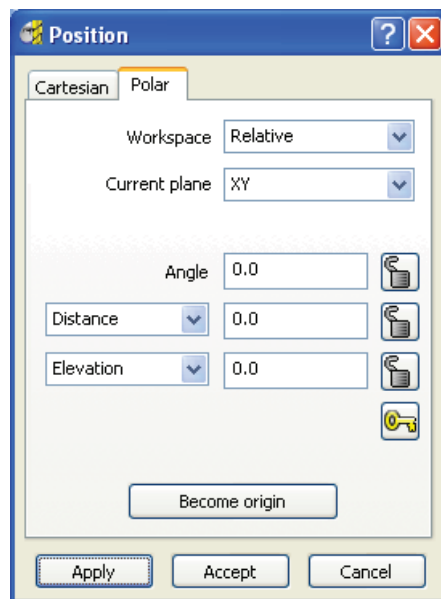 Position
Cartesian Polar
Workspace Relative
Current plane XY
Angle 0.0
Distance 0.0
Elevation 0.0
Become origin
Apply Accept Cancel